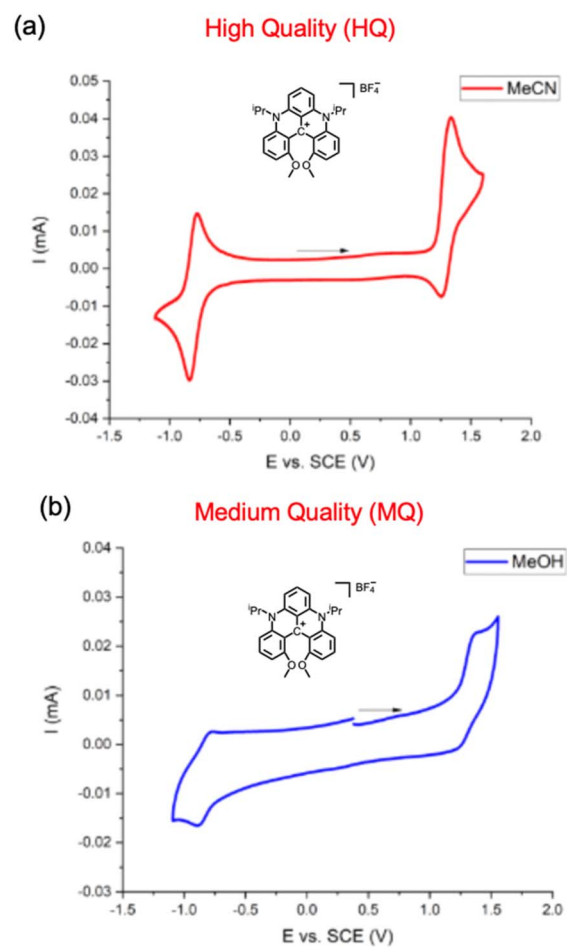 (a) High Quality (HQ)
0.05
0.04
0.03
0.02
0.01
0.00
-0.01
-0.02
-0.03
-0.04
I (mA)
MeCN
BF₄⁻
iPr N N iPr
C+
O O
-1.5 -1.0 -0.5 0.0 0.5 1.0 1.5 2.0
E vs. SCE (V)
(b) Medium Quality (MQ)
0.04
0.03
0.02
0.01
0.00
-0.01
-0.02
-0.03
I (mA)
MeOH
BF₄⁻
iPr N N iPr
C+
O O
-1.5 -1.0 -0.5 0.0 0.5 1.0 1.5 2.0
E vs. SCE (V)